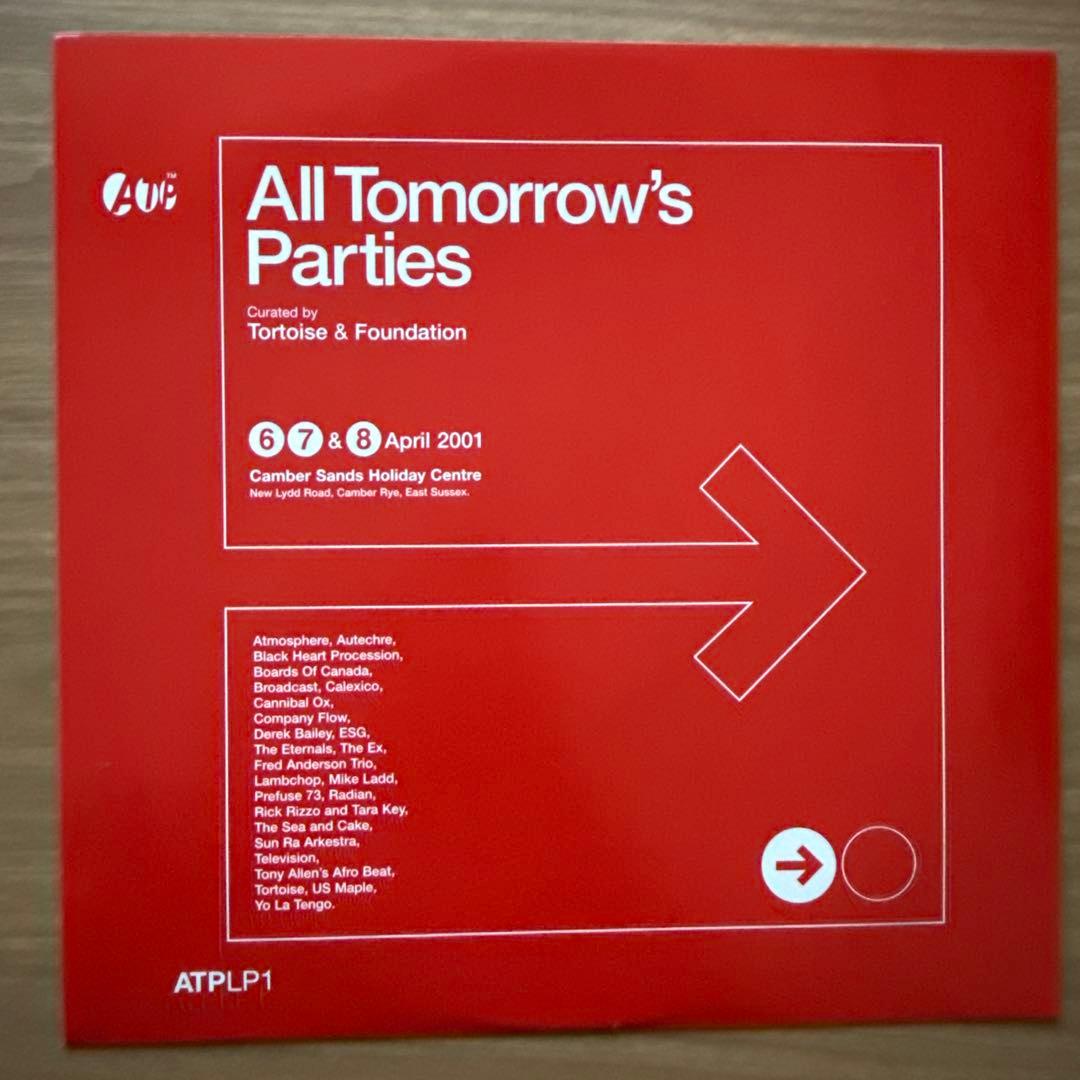 ATP™
All Tomorrow's
Parties
Curated by
Tortoise & Foundation
6 7 & 8 April 2001
Camber Sands Holiday Centre
New Lydd Road, Camber Rye, East Sussex.
Atmosphere, Autechre,
Black Heart Procession,
Boards Of Canada,
Broadcast, Calexico,
Cannibal Ox,
Company Flow,
Derek Bailey, ESG,
The Eternals, The Ex,
Fred Anderson Trio,
Lambchop, Mike Ladd,
Prefuse 73, Radian,
Rick Rizzo and Tara Key,
The Sea and Cake,
Sun Ra Arkestra,
Television,
Tony Allen's Afro Beat,
Tortoise, US Maple,
Yo La Tengo.
ATPLP1